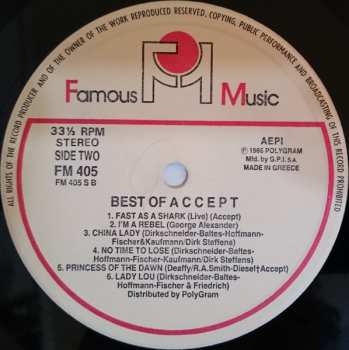 ALL RIGHTS OF THE RECORD PRODUCER AND OF THE OWNER OF THE WORK REPRODUCED RESERVED. COPYING, PUBLIC PERFORMANCE AND BROADCASTING OF THIS RECORD PROHIBITED.
FM
Famous Music
33⅓ RPM
STEREO
SIDE TWO
FM 405
FM 405 S B
AEPI
℗ 1986 POLYGRAM
Mfd. by G.P.I. s.A.
MADE IN GREECE
BEST OF ACCEPT
1. FAST AS A SHARK (Live) (Accept)
2. I'M A REBEL (George Alexander)
3. CHINA LADY (Dirkschneider-Baltes-Hoffmann-
Fischer&Kaufmann/Dirk Steffens)
4. NO TIME TO LOSE (Dirkschneider-Baltes-
Hoffmann-Fischer-Kaufmann/Dirk Steffens)
5. PRINCESS OF THE DAWN (Deaffy/R.A.Smith-Diesel†Accept)
6. LADY LOU (Dirkschneider-Baltes-
Hoffmann-Fischer & Friedrich)
Distributed by PolyGram